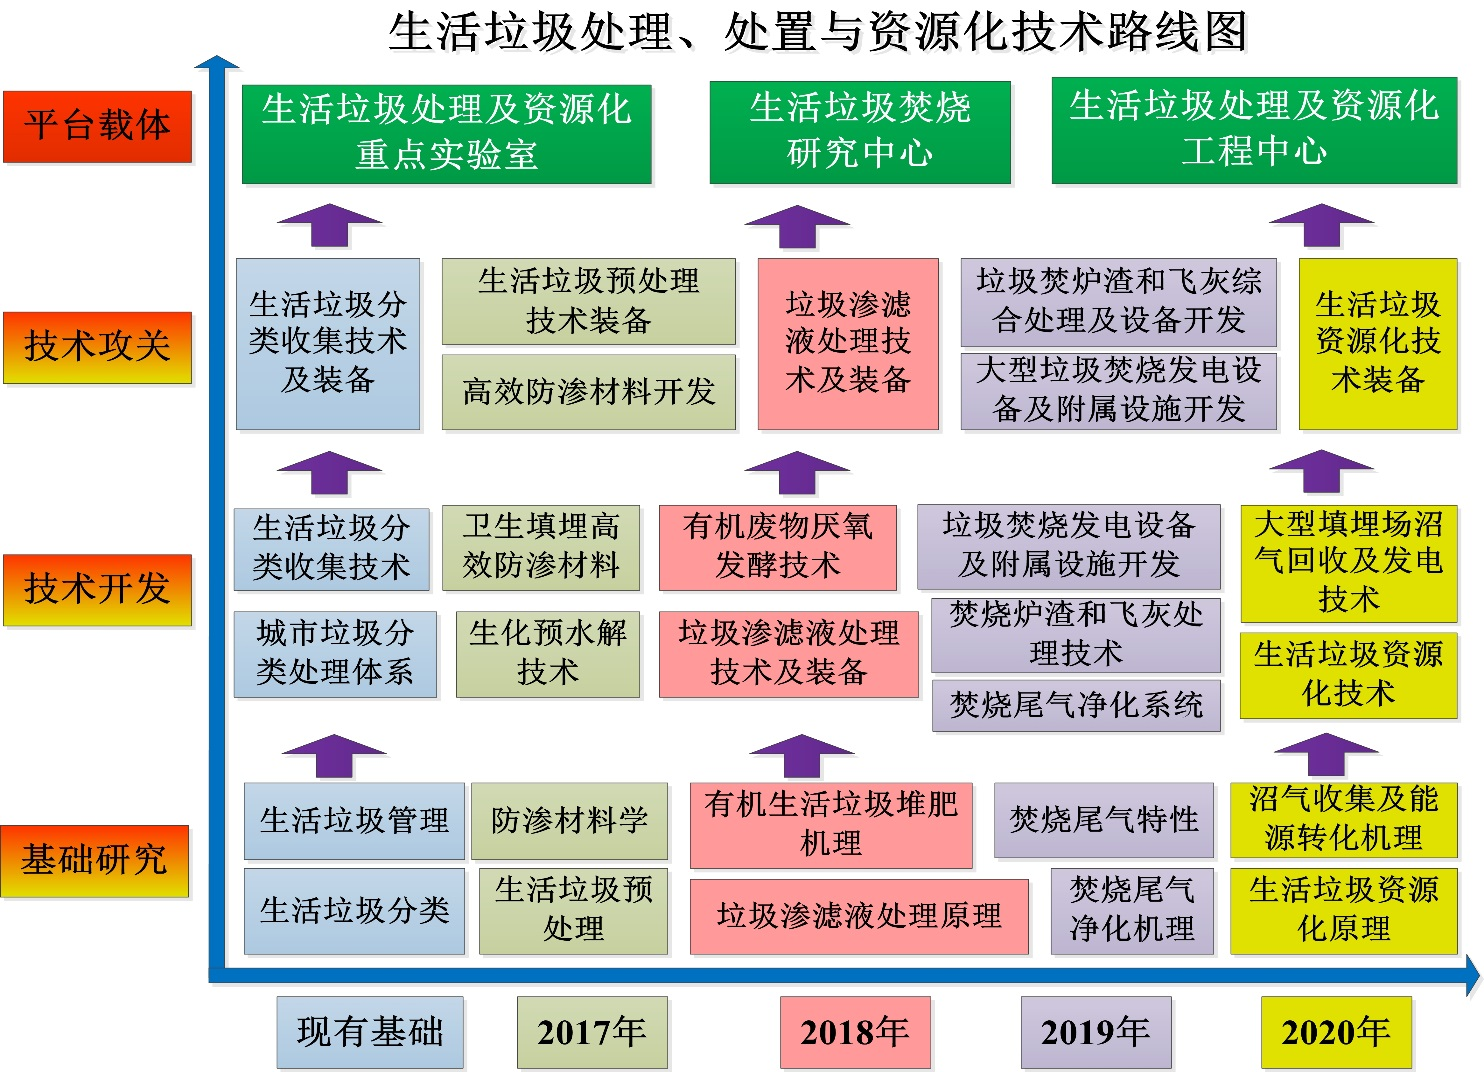 生活垃圾处理、处置与资源化技术路线图
平台载体
生活垃圾处理及资源化
重点实验室
生活垃圾焚烧
研究中心
生活垃圾处理及资源化
工程中心
技术攻关
生活垃圾分
类收集技术
及装备
生活垃圾预处理
技术装备
高效防渗材料开发
垃圾渗滤
液处理技
术及装备
垃圾焚炉渣和飞灰综
合处理及设备开发
大型垃圾焚烧发电设
备及附属设施开发
生活垃圾
资源化技
术装备
技术开发
生活垃圾分
类收集技术
城市垃圾分
类处理体系
卫生填埋高
效防渗材料
生化预水解
技术
有机废物厌氧
发酵技术
垃圾渗滤液处理
技术及装备
垃圾焚烧发电设备
及附属设施开发
焚烧炉渣和飞灰处
理技术
焚烧尾气净化系统
大型填埋场沼
气回收及发电
技术
生活垃圾资源
化技术
基础研究
生活垃圾管理
生活垃圾分类
防渗材料学
生活垃圾预
处理
有机生活垃圾堆肥
机理
垃圾渗滤液处理原理
焚烧尾气特性
焚烧尾气
净化机理
沼气收集及能
源转化机理
生活垃圾资源
化原理
现有基础
2017年
2018年
2019年
2020年